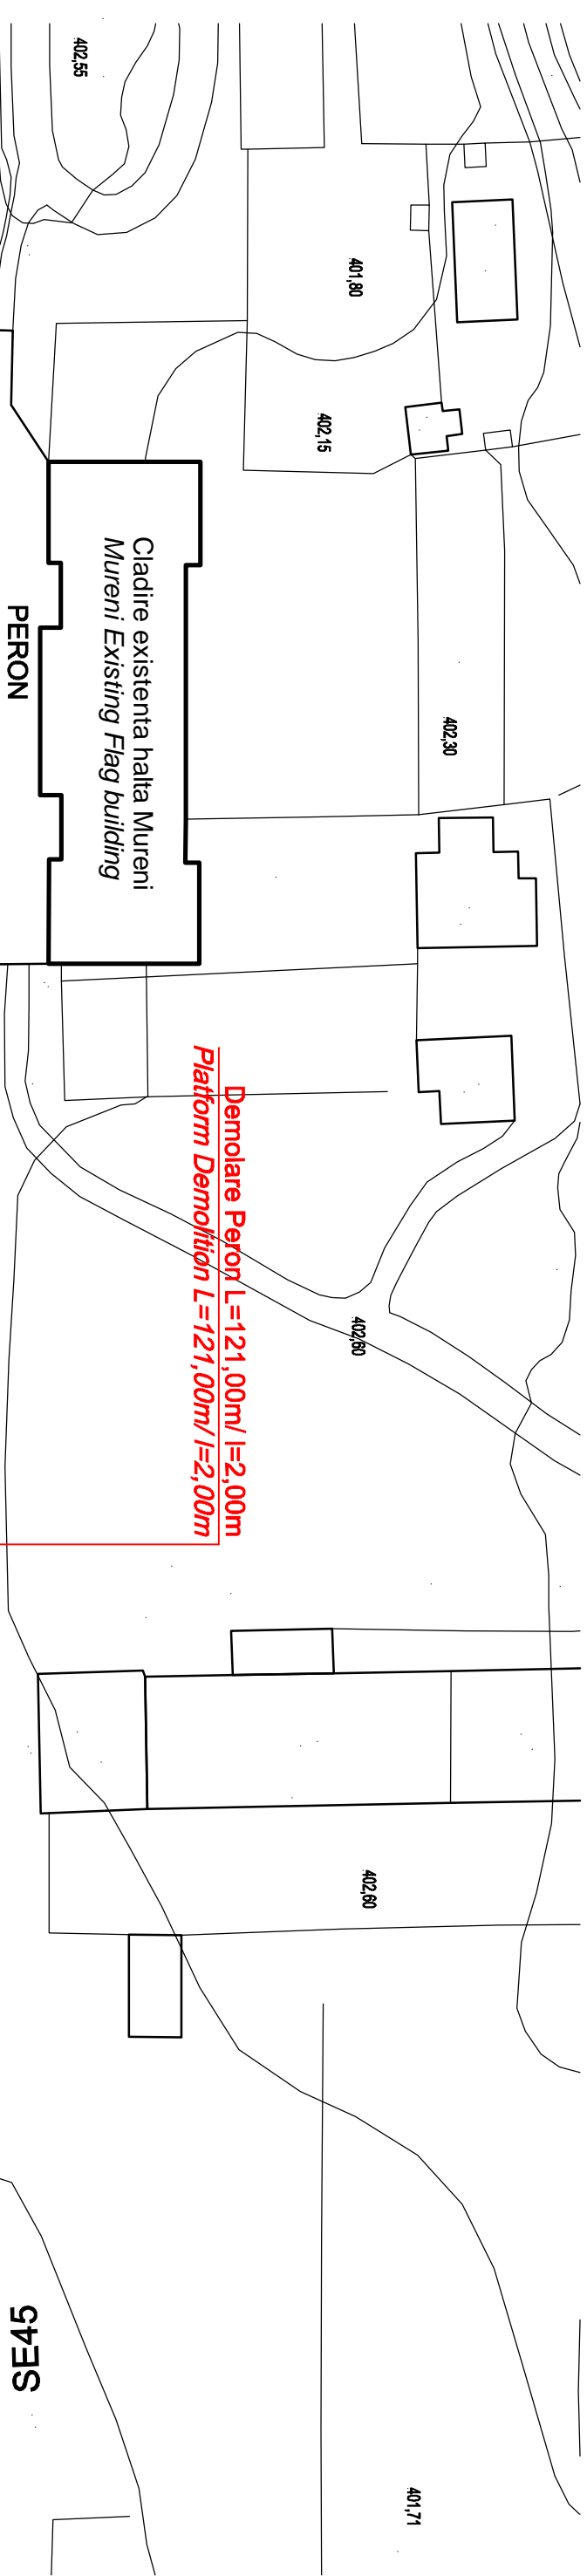 402,55
401,80
402,15
402,30
Cladire existenta halta Mureni
Mureni Existing Flag building
PERON
Demolare Peron L=121,00m/ l=2,00m
Platform Demolition L=121,00m/ l=2,00m
402,60
402,60
SE45
401,71